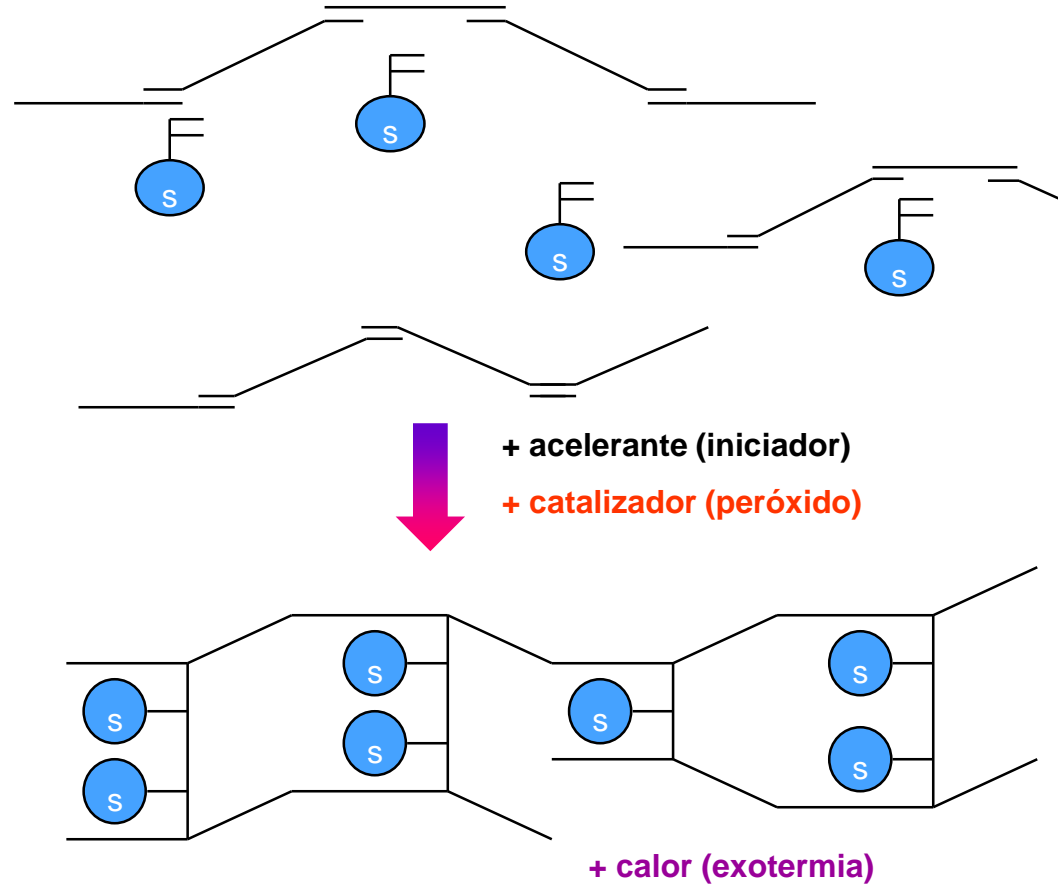 S
S
S
S
+ acelerante (iniciador)
+ catalizador (peróxido)
S
S
S
S
S
S
S
+ calor (exotermia)